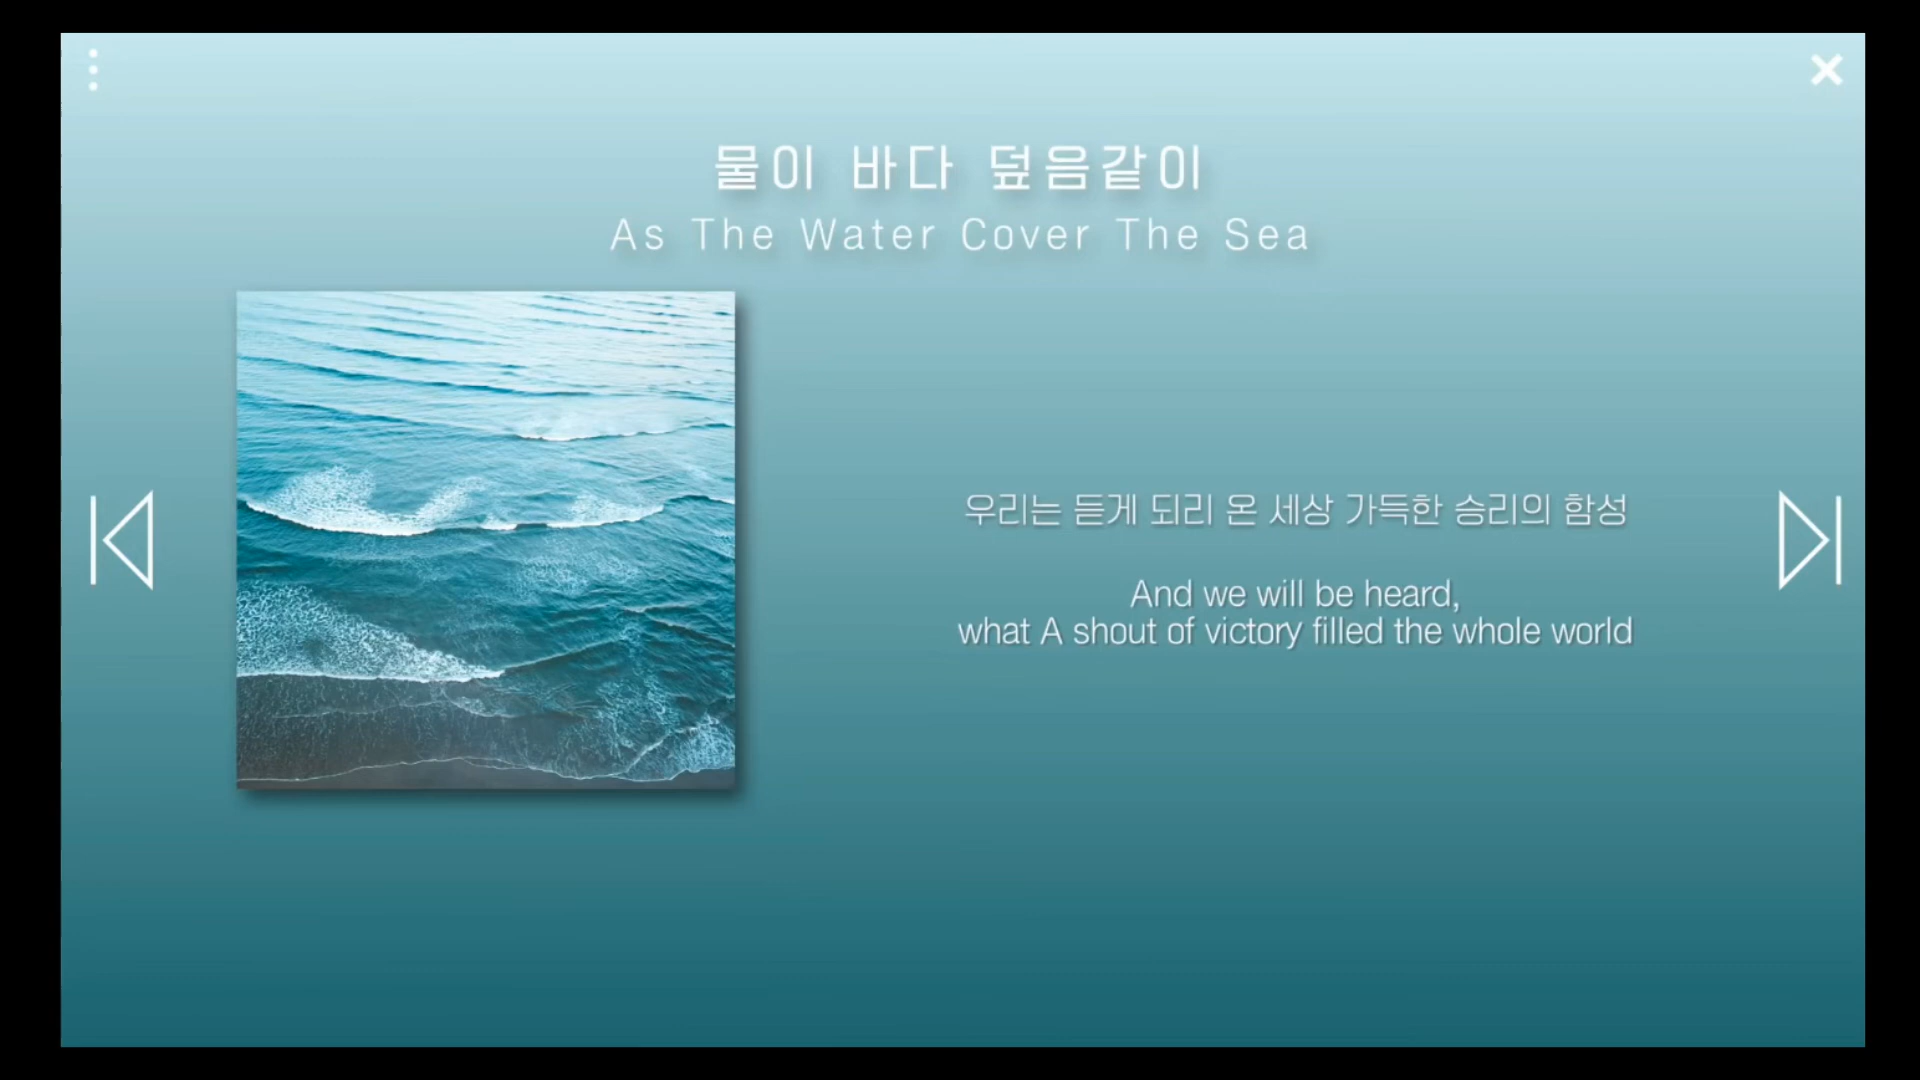 물이 바다 덮음같이
As The Water Cover The Sea
우리는 듣게 되리 온 세상 가득한 승리의 함성
And we will be heard,
what A shout of victory filled the whole world